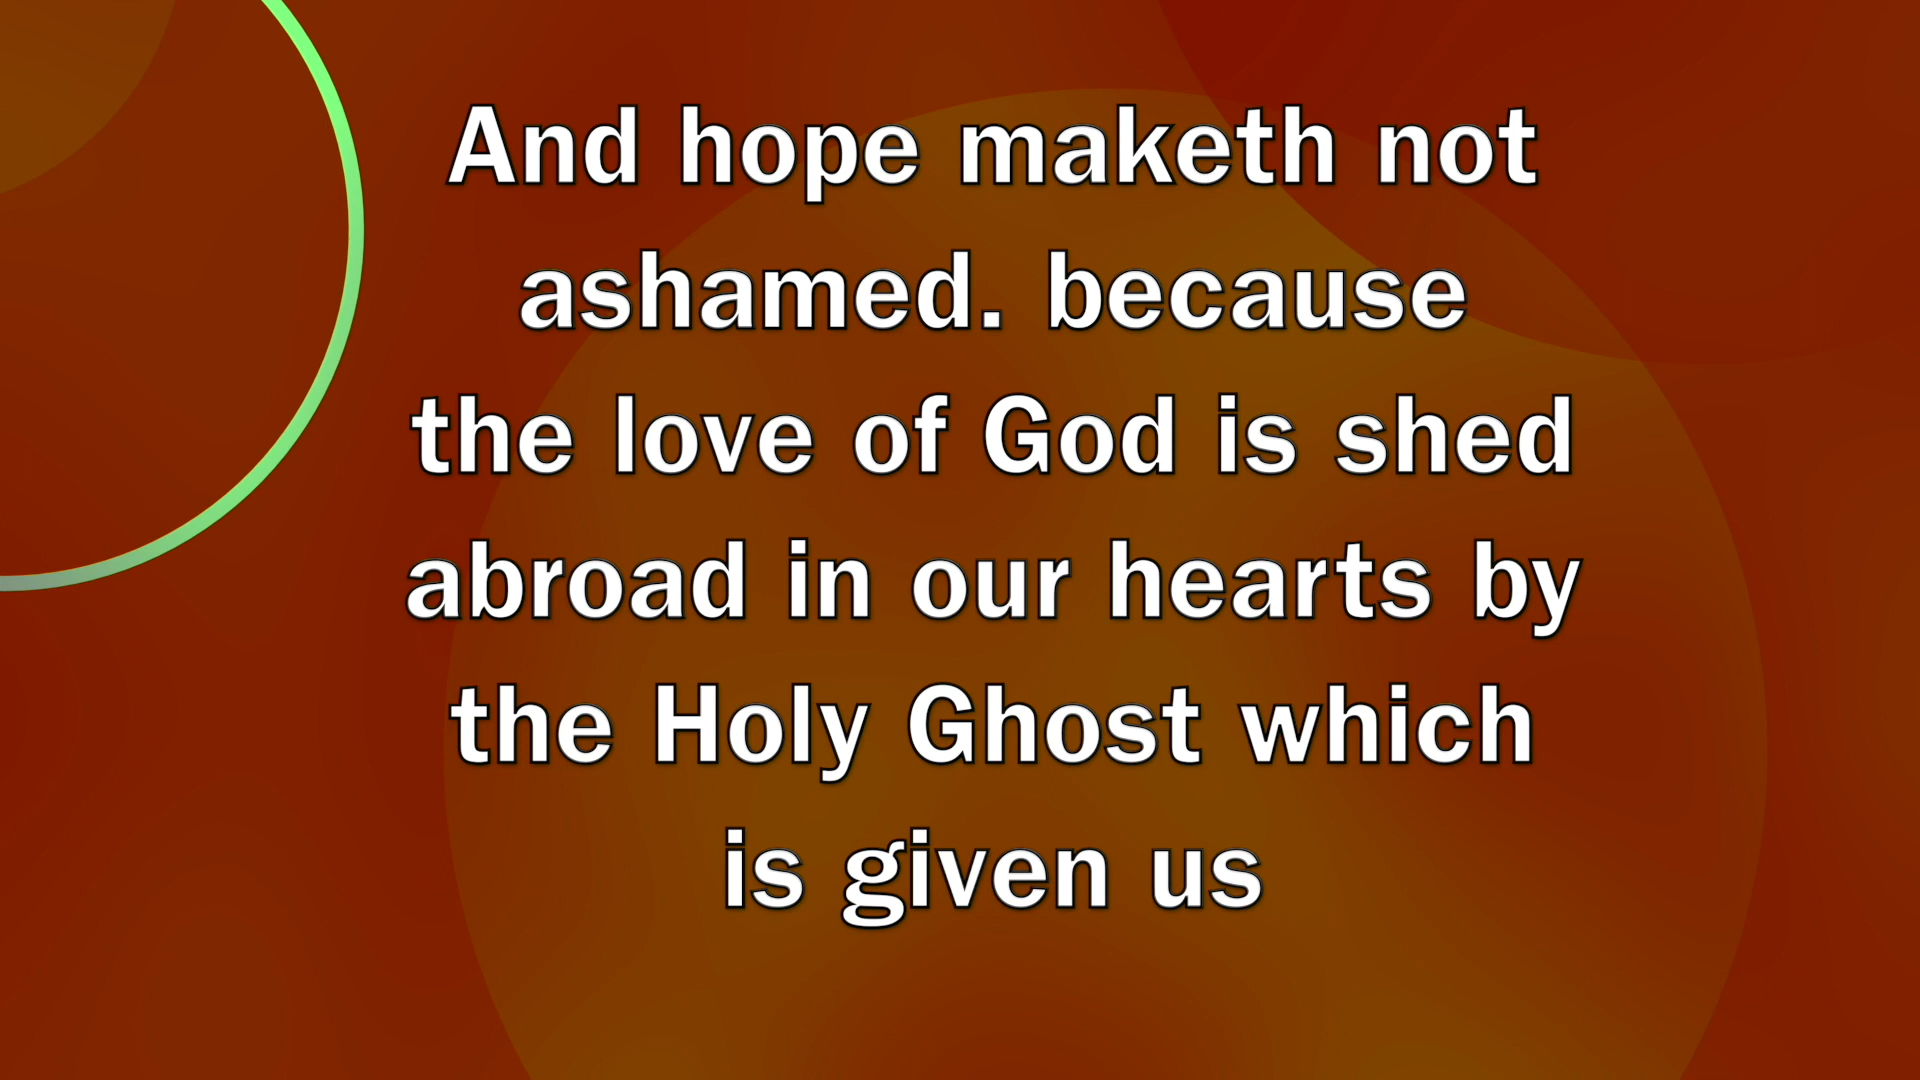 And hope maketh not
ashamed. because
the love of God is shed
abroad in our hearts by
the Holy Ghost which
is given us